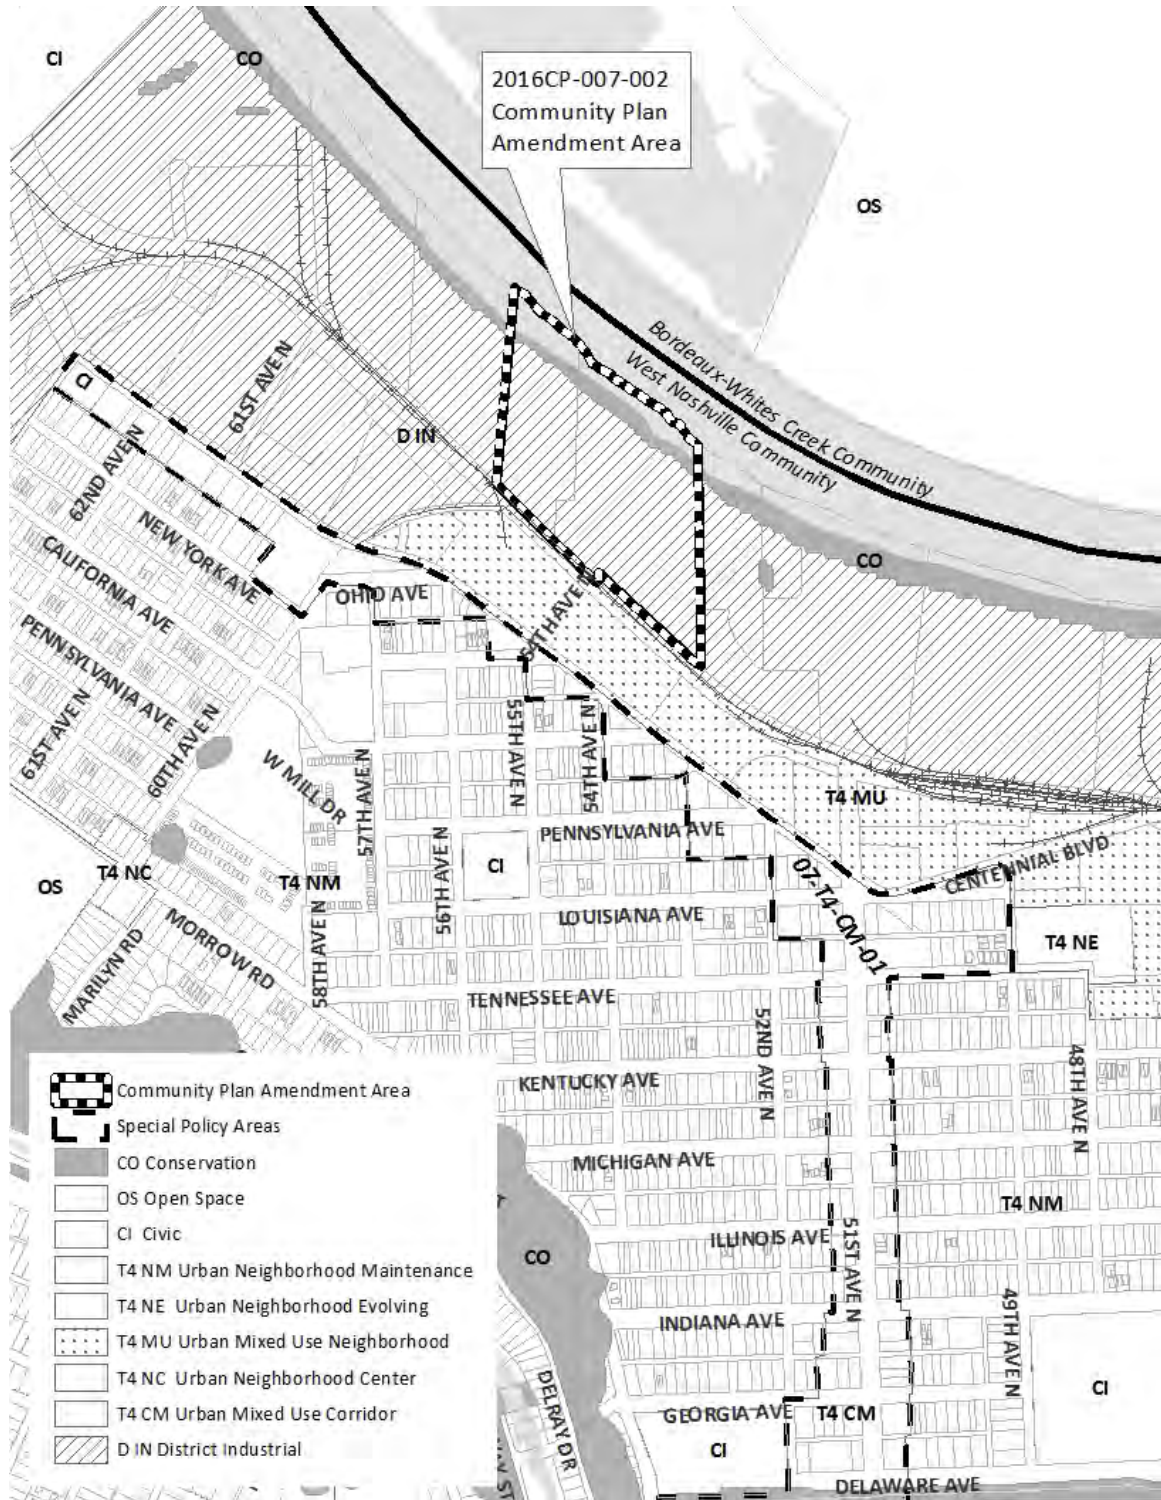 CI
CO
2016CP-007-002
Community Plan
Amendment Area
OS
Bordeaux-Whites Creek Community
West Nashville Community
CI
61ST AVE N
D IN
62ND AVE N
NEW YORK AVE
CO
CALIFORNIA AVE
OHIO AVE
54TH AVE N
PENNSYLVANIA AVE
61ST AVE N
60TH AVE N
55TH AVE N
54TH AVE N
W MILL DR
57TH AVE N
T4 MU
PENNSYLVANIA AVE
CENTENNIAL BLVD
T4 NC
OS
T4 NM
56TH AVE N
CI
07-T4-CM-01
LOUISIANA AVE
MORROW RD
T4 NE
MARILYN RD
58TH AVE N
TENNESSEE AVE
52ND AVE N
KENTUCKY AVE
48TH AVE N
MICHIGAN AVE
T4 NM
ILLINOIS AVE
51ST AVE N
CO
INDIANA AVE
49TH AVE N
DELRAY DR
GEORGIA AVE
T4 CM
CI
CI
DELAWARE AVE
Community Plan Amendment Area
Special Policy Areas
CO Conservation
OS Open Space
CI Civic
T4 NM Urban Neighborhood Maintenance
T4 NE Urban Neighborhood Evolving
T4 MU Urban Mixed Use Neighborhood
T4 NC Urban Neighborhood Center
T4 CM Urban Mixed Use Corridor
D IN District Industrial